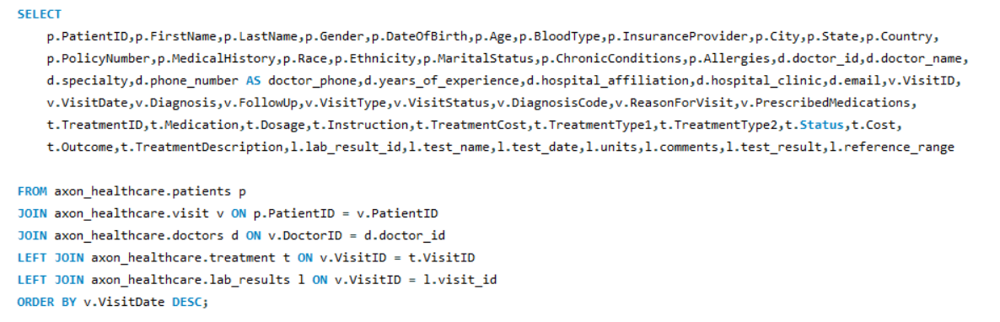 SELECT
p.PatientID,p.FirstName,p.LastName,p.Gender,p.DateOfBirth,p.Age,p.BloodType,p.InsuranceProvider,p.City,p.State,p.Country,
p.PolicyNumber,p.MedicalHistory,p.Race,p.Ethnicity,p.MaritalStatus,p.ChronicConditions,p.Allergies,d.doctor_id,d.doctor_name,
d.specialty,d.phone_number AS doctor_phone,d.years_of_experience,d.hospital_affiliation,d.hospital_clinic,d.email,v.VisitID,
v.VisitDate,v.Diagnosis,v.FollowUp,v.VisitType,v.VisitStatus,v.DiagnosisCode,v.ReasonForVisit,v.PrescribedMedications,
t.TreatmentID,t.Medication,t.Dosage,t.Instruction,t.TreatmentCost,t.TreatmentType1,t.TreatmentType2,t.Status,t.Cost,
t.Outcome,t.TreatmentDescription,l.lab_result_id,l.test_name,l.test_date,l.units,l.comments,l.test_result,l.reference_range
FROM axon_healthcare.patients p
JOIN axon_healthcare.visit v ON p.PatientID = v.PatientID
JOIN axon_healthcare.doctors d ON v.DoctorID = d.doctor_id
LEFT JOIN axon_healthcare.treatment t ON v.VisitID = t.VisitID
LEFT JOIN axon_healthcare.lab_results l ON v.VisitID = l.visit_id
ORDER BY v.VisitDate DESC;